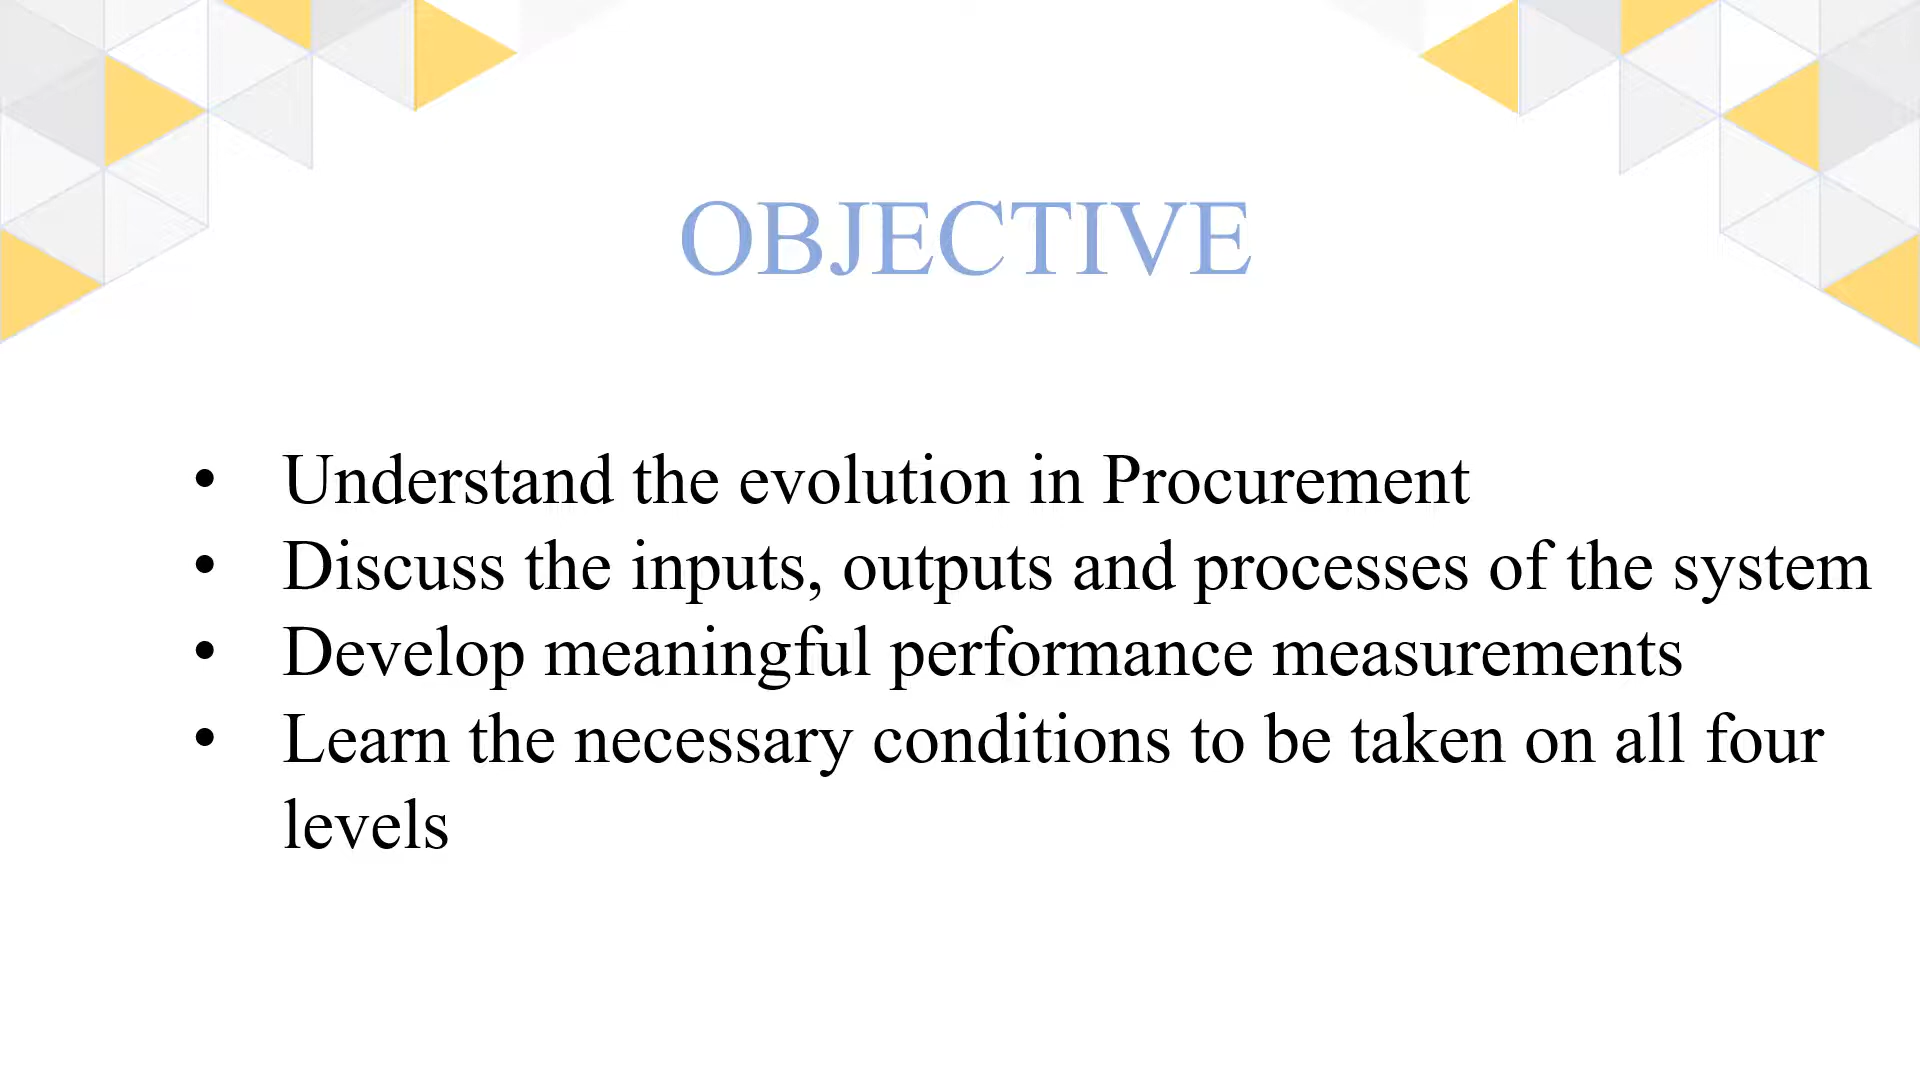 OBJECTIVE
• Understand the evolution in Procurement
• Discuss the inputs, outputs and processes of the system
• Develop meaningful performance measurements
• Learn the necessary conditions to be taken on all four
levels